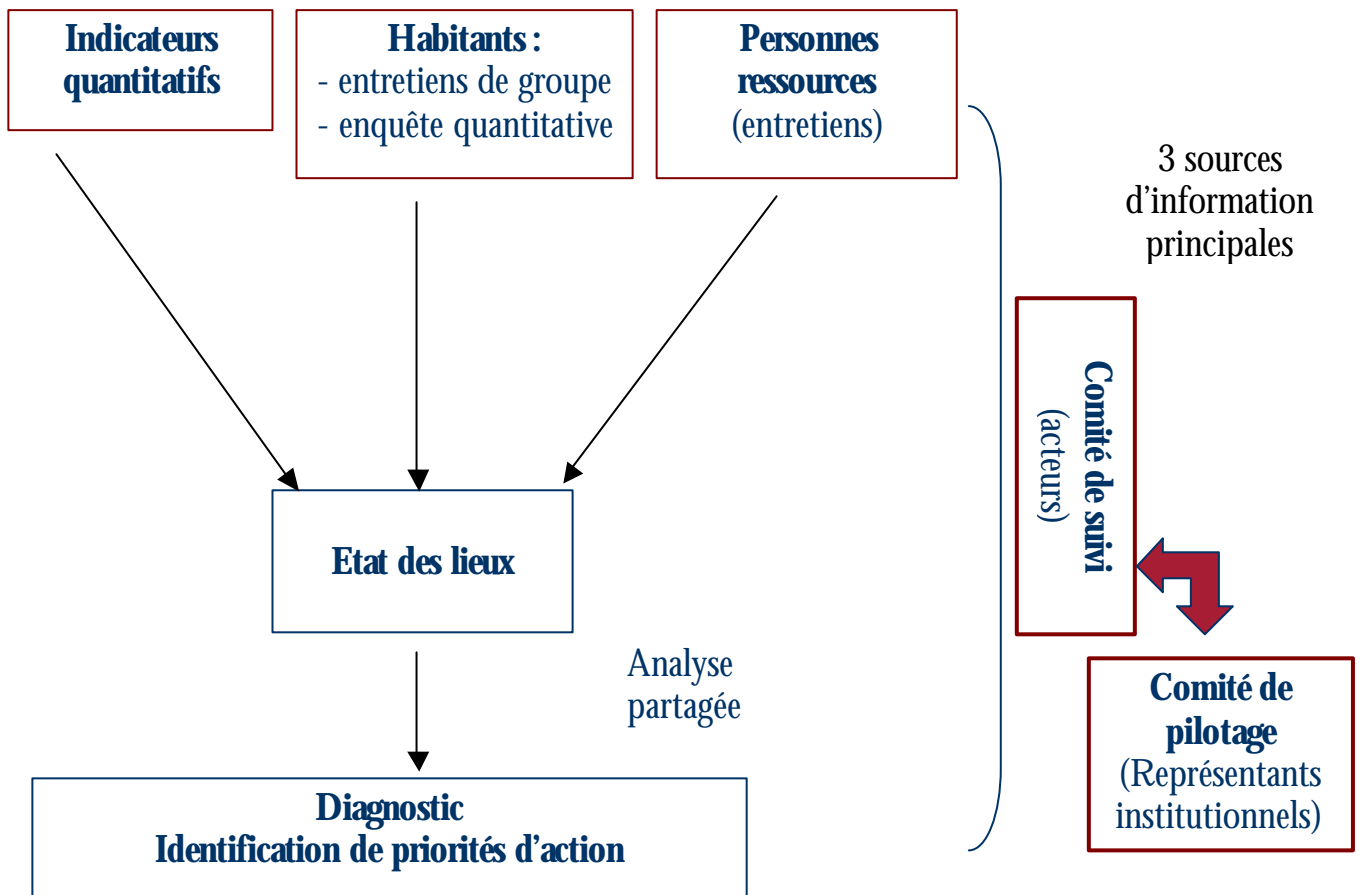 Indicateurs
quantitatifs
Habitants :
- entretiens de groupe
- enquête quantitative
Personnes
ressources
(entretiens)
3 sources
d'information
principales
Comité de suivi
(acteurs)
Etat des lieux
Analyse
partagée
Comité de
pilotage
(Représentants
institutionnels)
Diagnostic
Identification de priorités d'action